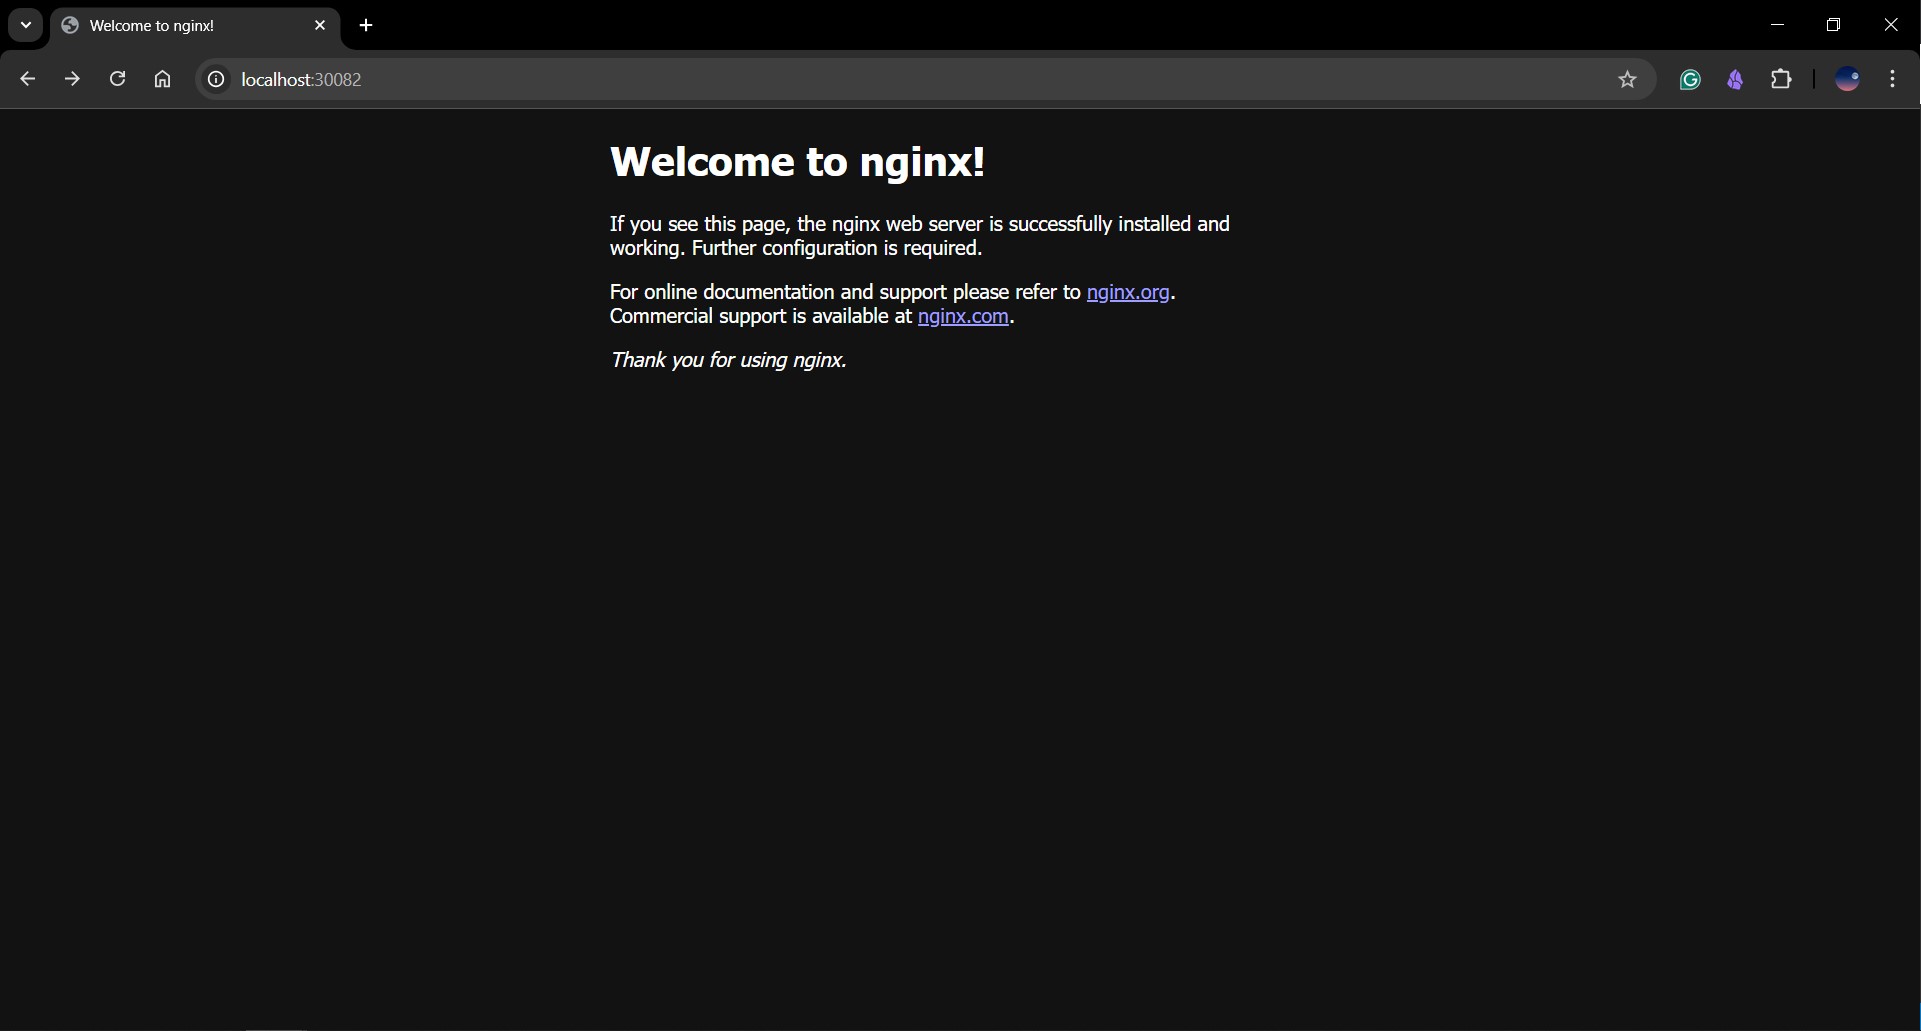 Welcome to nginx!
localhost:30082
Welcome to nginx!
If you see this page, the nginx web server is successfully installed and
working. Further configuration is required.
For online documentation and support please refer to nginx.org.
Commercial support is available at nginx.com.
Thank you for using nginx.